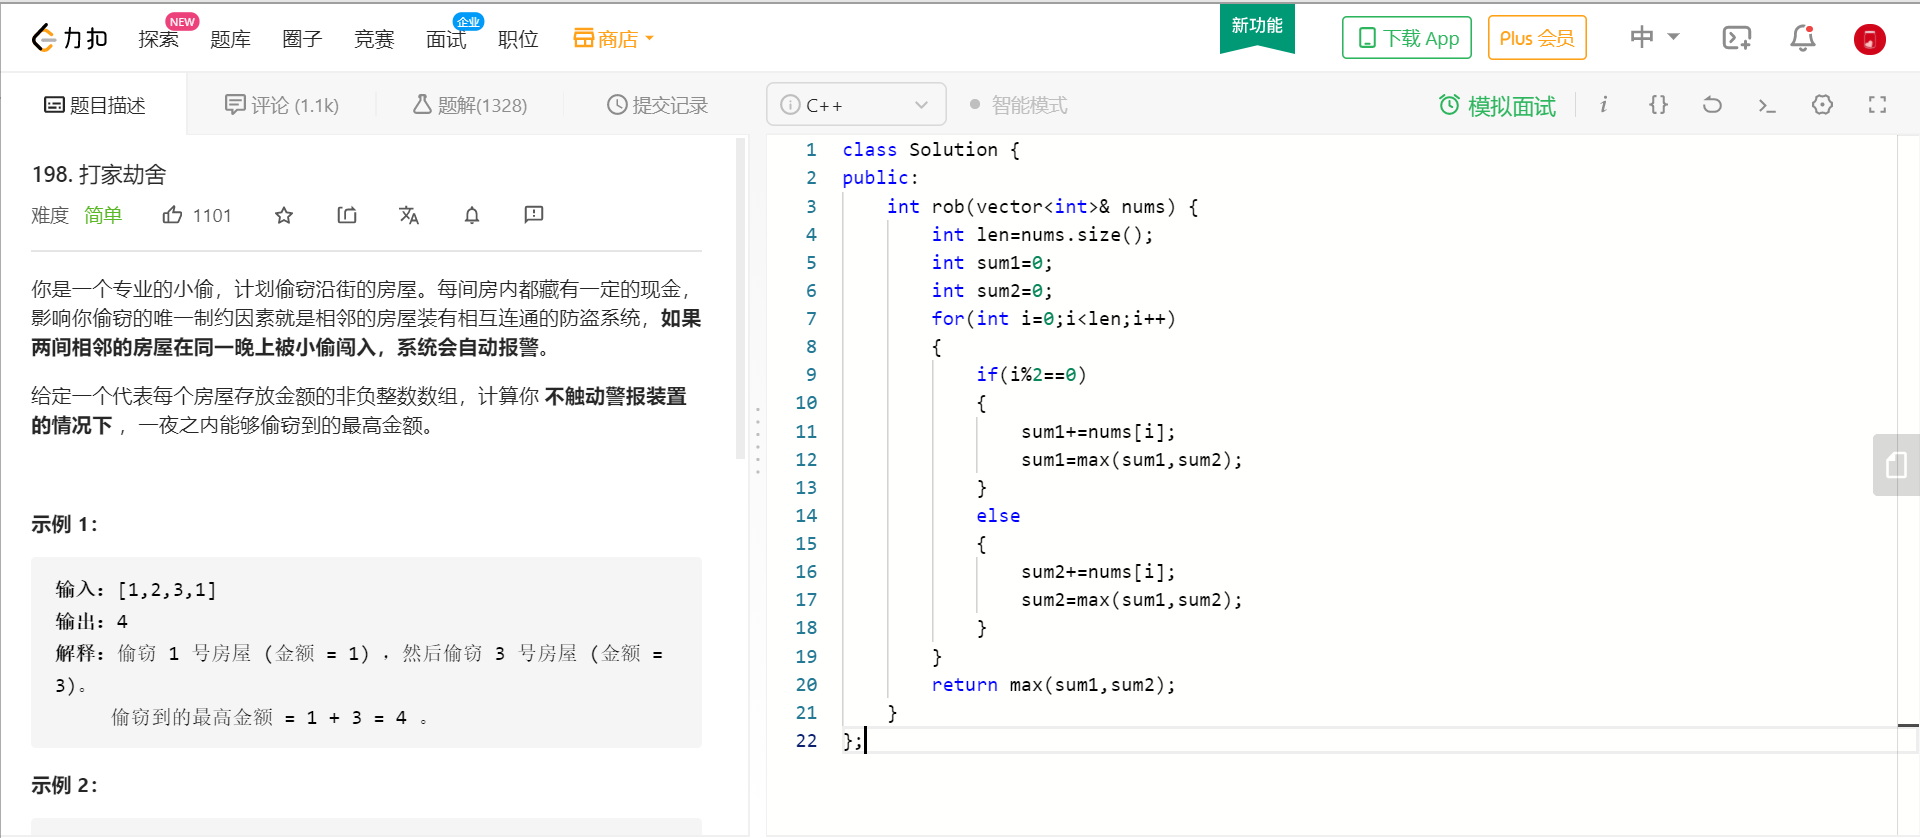 力扣
探索
NEW
题库
圈子
竞赛
面试
企业
职位
商店
新功能
下载 App
Plus 会员
中
题目描述
评论 (1.1k)
题解(1328)
提交记录
C++
智能模式
模拟面试
198. 打家劫舍
难度 简单 1101
你是一个专业的小偷，计划偷窃沿街的房屋。每间房内都藏有一定的现金，
影响你偷窃的唯一制约因素就是相邻的房屋装有相互连通的防盗系统，如果
两间相邻的房屋在同一晚上被小偷闯入，系统会自动报警。
给定一个代表每个房屋存放金额的非负整数数组，计算你 不触动警报装置
的情况下 ，一夜之内能够偷窃到的最高金额。
示例 1：
输入：[1,2,3,1]
输出：4
解释：偷窃 1 号房屋 (金额 = 1) ，然后偷窃 3 号房屋 (金额 =
3)。
偷窃到的最高金额 = 1 + 3 = 4 。
示例 2：
1 class Solution {
2 public:
3 int rob(vector<int>& nums) {
4 int len=nums.size();
5 int sum1=0;
6 int sum2=0;
7 for(int i=0;i<len;i++)
8 {
9 if(i%2==0)
10 {
11 sum1+=nums[i];
12 sum1=max(sum1,sum2);
13 }
14 else
15 {
16 sum2+=nums[i];
17 sum2=max(sum1,sum2);
18 }
19 }
20 return max(sum1,sum2);
21 }
22 };